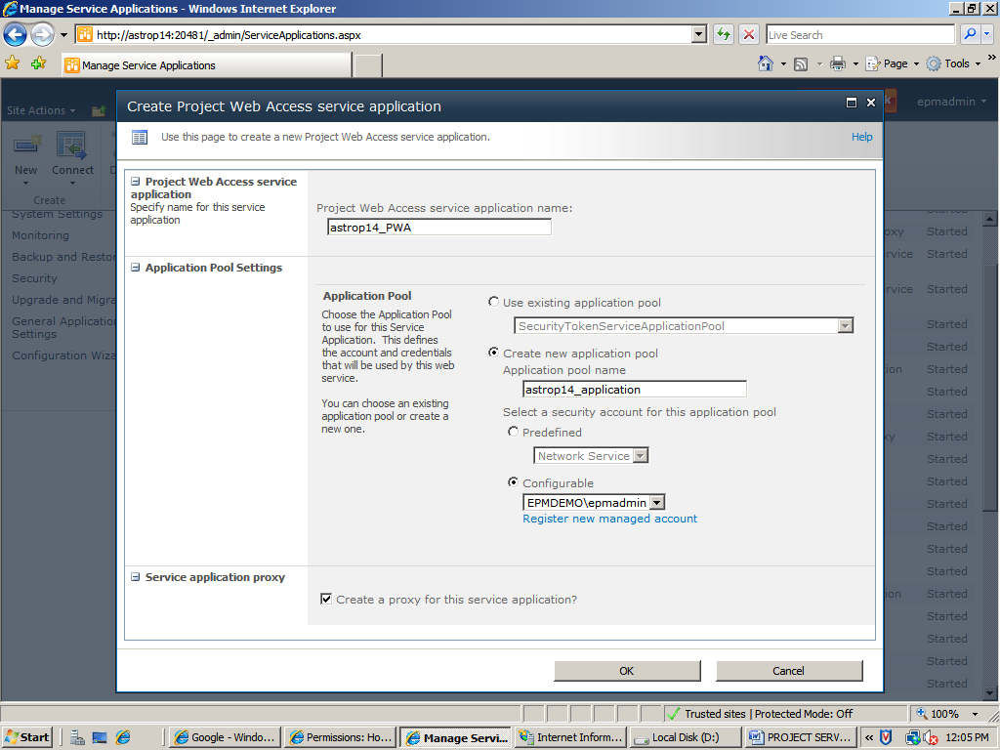 Manage Service Applications - Windows Internet Explorer
http://astrop14:20481/_admin/ServiceApplications.aspx
Live Search
Manage Service Applications
Page
Tools
Site Actions
epmadmin
Create Project Web Access service application
Use this page to create a new Project Web Access service application.
Help
New
Connect
Create
System Settings
Monitoring
Backup and Resto
Security
Upgrade and Migra
General Application
Settings
Configuration Wiza
Project Web Access service
application
Specify name for this service
application
Project Web Access service application name:
astrop14_PWA
Application Pool Settings
Application Pool
Choose the Application Pool
to use for this Service
Application. This defines
the account and credentials
that will be used by this web
service.
You can choose an existing
application pool or create a
new one.
Use existing application pool
SecurityTokenServiceApplicationPool
Create new application pool
Application pool name
astrop14_application
Select a security account for this application pool
Predefined
Network Service
Configurable
EPMDEMO\epmadmin
Register new managed account
Service application proxy
Create a proxy for this service application?
OK
Cancel
Started
oxy Started
rvice Started
rvice Started
Started
Started
ion Started
Started
Started
xy Started
Started
Started
Started
Started
Started
Started
ion Started
Started
Started
Started
Started
Trusted sites | Protected Mode: Off
100%
Start
Google - Windo...
Permissions: Ho...
Manage Servi...
Internet Inform...
Local Disk (D:)
PROJECT SERV...
12:05 PM